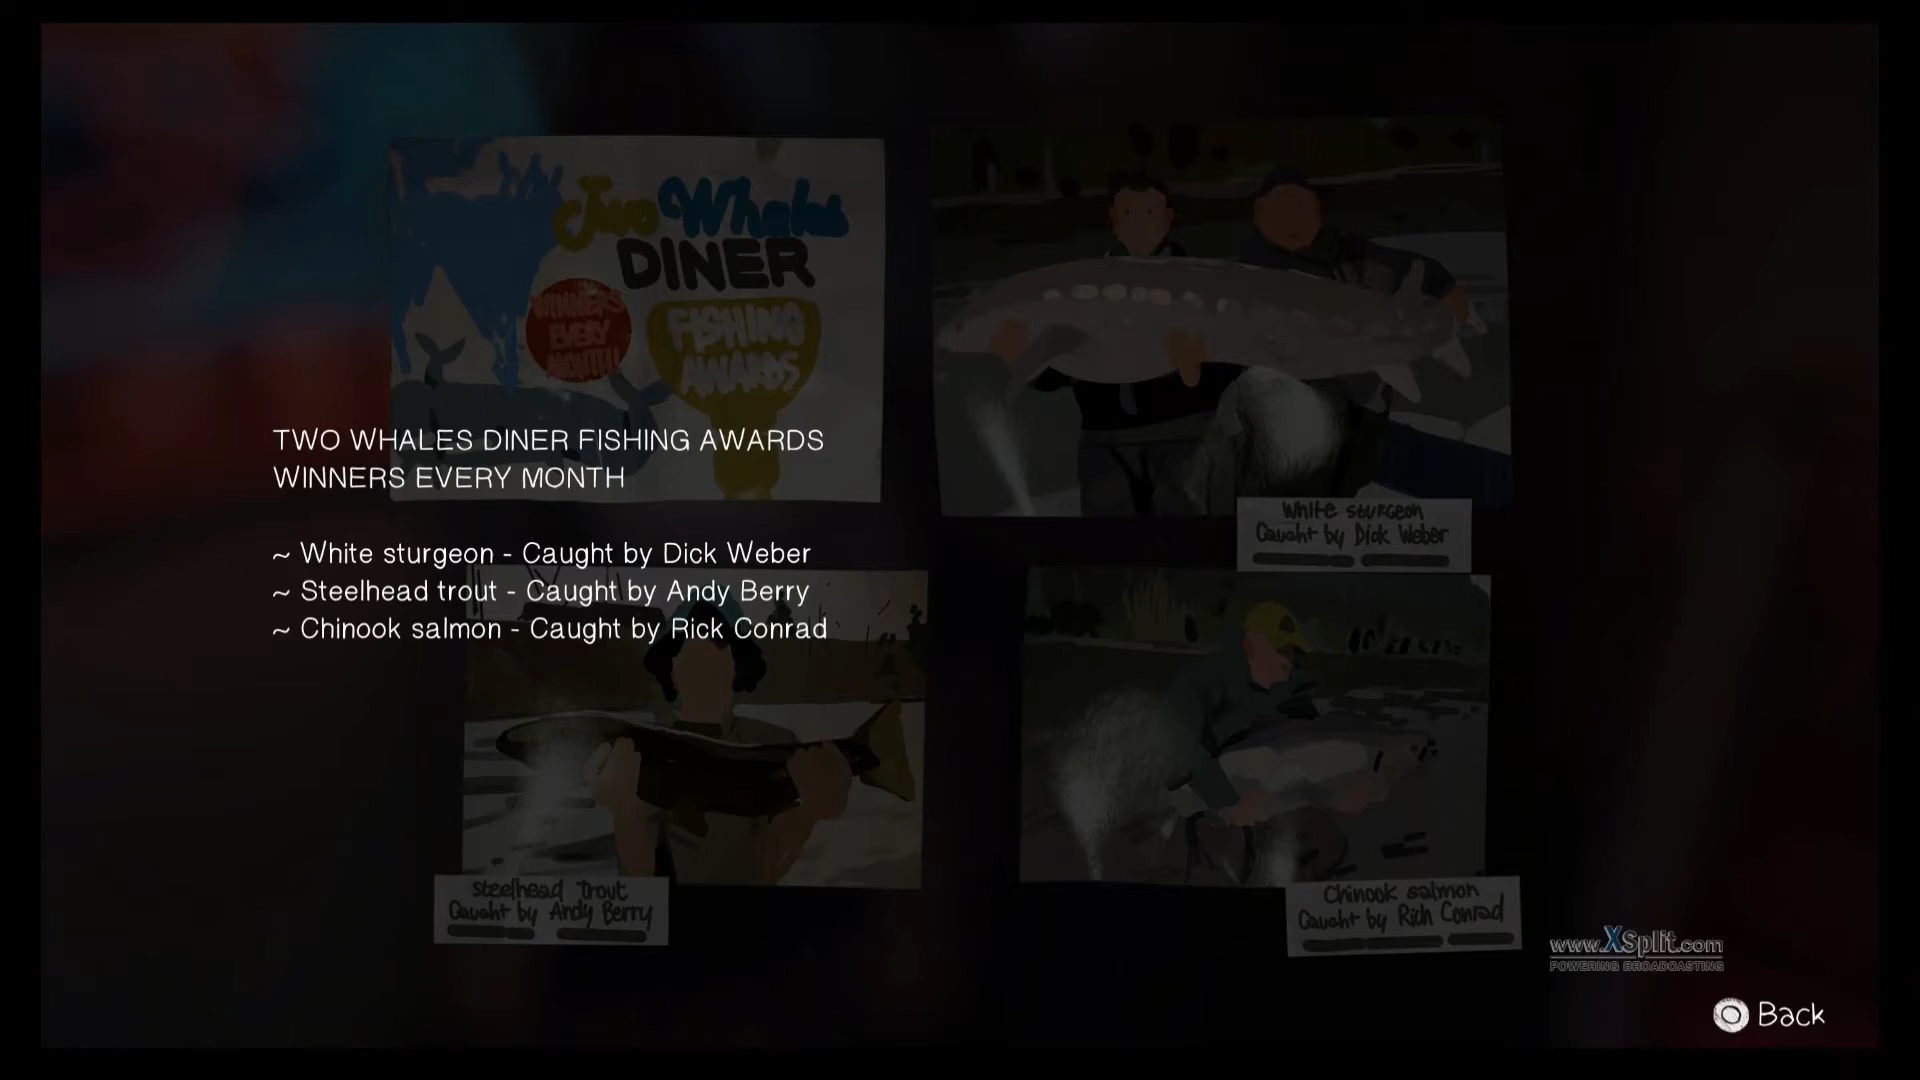 Two Whales
DINER
WINNERS
EVERY
MONTH!
FISHING
AWARDS
TWO WHALES DINER FISHING AWARDS
WINNERS EVERY MONTH
~ White sturgeon - Caught by Dick Weber
~ Steelhead trout - Caught by Andy Berry
~ Chinook salmon - Caught by Rick Conrad
White sturgeon
Caught by Dick Weber
Steelhead trout
Caught by Andy Berry
Chinook salmon
Caught by Rich Conrad
www.XSplit.com
POWERING BROADCASTING
Back